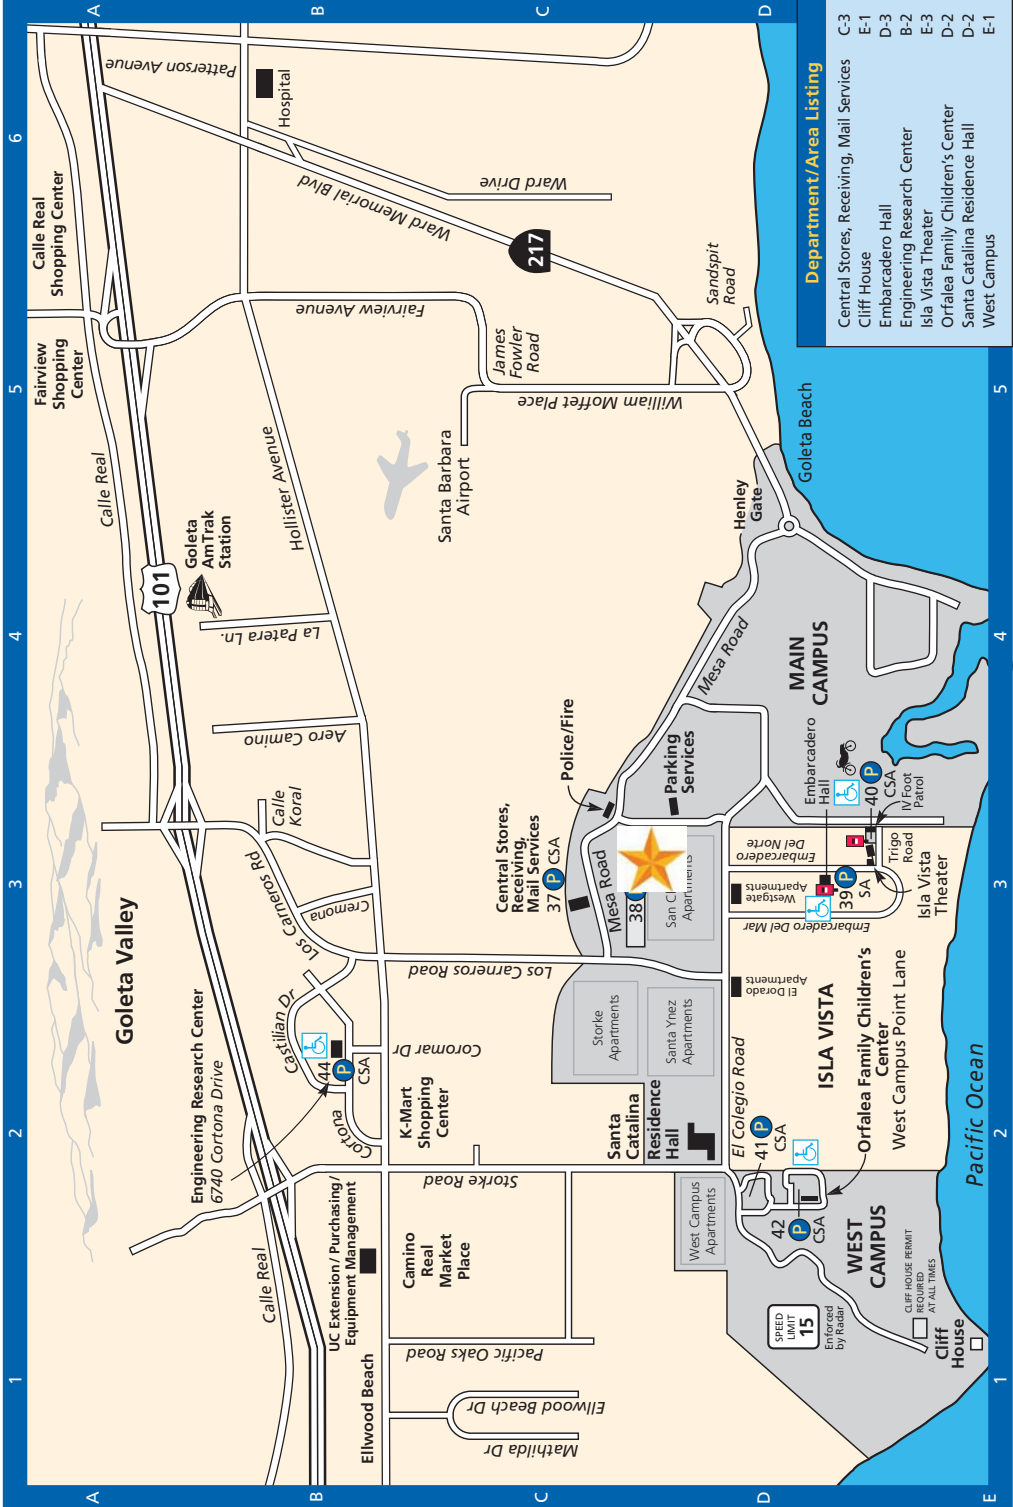 A
B
C
D
6
5
4
3
2
1
Calle Real
Shopping Center
Fairview
Shopping
Center
Patterson Avenue
Hospital
Ward Memorial Blvd
Ward Drive
217
Sandspit
Road
Fairview Avenue
James
Fowler
Road
William Moffet Place
Santa Barbara
Airport
Hollister Avenue
Calle Real
101
Goleta
AmTrak
Station
La Patera Ln.
Aero Camino
Calle
Koral
Los Carneros Rd
Cremona
Goleta Valley
Henley
Gate
Goleta Beach
Mesa Road
MAIN
CAMPUS
Police/Fire
Parking
Services
Central Stores,
Receiving,
Mail Services
37 P CSA
Mesa Road
38
Apartments
Embarcadero
Hall
40 P
CSA
IV Foot
Patrol
Embarcadero
Del Norte
Trigo
Road
Westgate
Apartments
39 P
SA
Isla Vista
Theater
Embarcadero Del Mar
El Dorado
Apartments
Los Carneros Road
Storke
Apartments
Santa Ynez
Apartments
Engineering Research Center
6740 Cortona Drive
Castilian Dr
44
P
CSA
Coromar Dr
Cortona
K-Mart
Shopping
Center
Santa
Catalina
Residence
Hall
El Colegio Road
ISLA VISTA
Orfalea Family Children's
Center
West Campus Point Lane
41 P
CSA
42
P
CSA
Pacific Ocean
Storke Road
West Campus
Apartments
WEST
CAMPUS
UC Extension / Purchasing/
Equipment Management
Camino
Real
Market
Place
Calle Real
Pacific Oaks Road
Ellwood Beach
Ellwood Beach Dr
Mathilda Dr
SPEED
LIMIT
15
Enforced
by Radar
CLIFF HOUSE PERMIT
REQUIRED
AT ALL TIMES
Cliff
House
Department/Area Listing
Central Stores, Receiving, Mail Services C-3
Cliff House E-1
Embarcadero Hall D-3
Engineering Research Center B-2
Isla Vista Theater E-3
Orfalea Family Children's Center D-2
Santa Catalina Residence Hall D-2
West Campus E-1
6
5
4
3
2
1
A
B
C
D
E